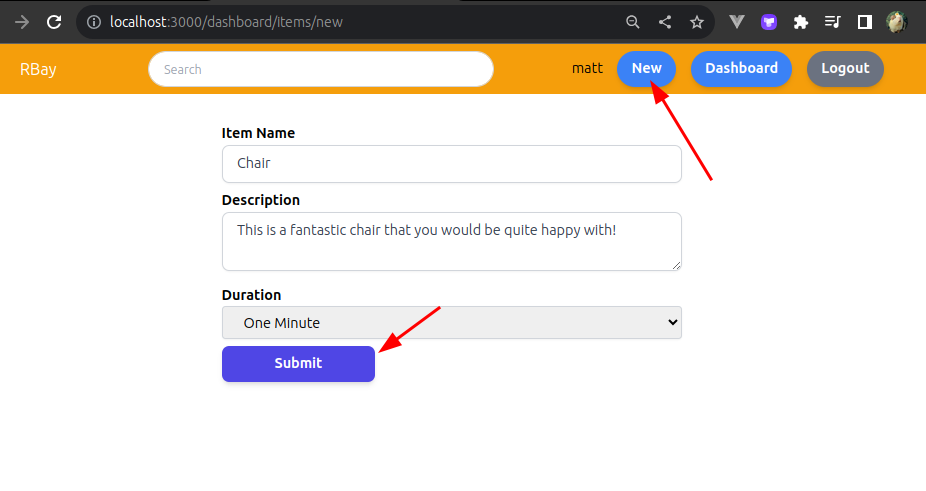 localhost:3000/dashboard/items/new
RBay Search matt New Dashboard Logout
Item Name
Chair
Description
This is a fantastic chair that you would be quite happy with!
Duration
One Minute
Submit